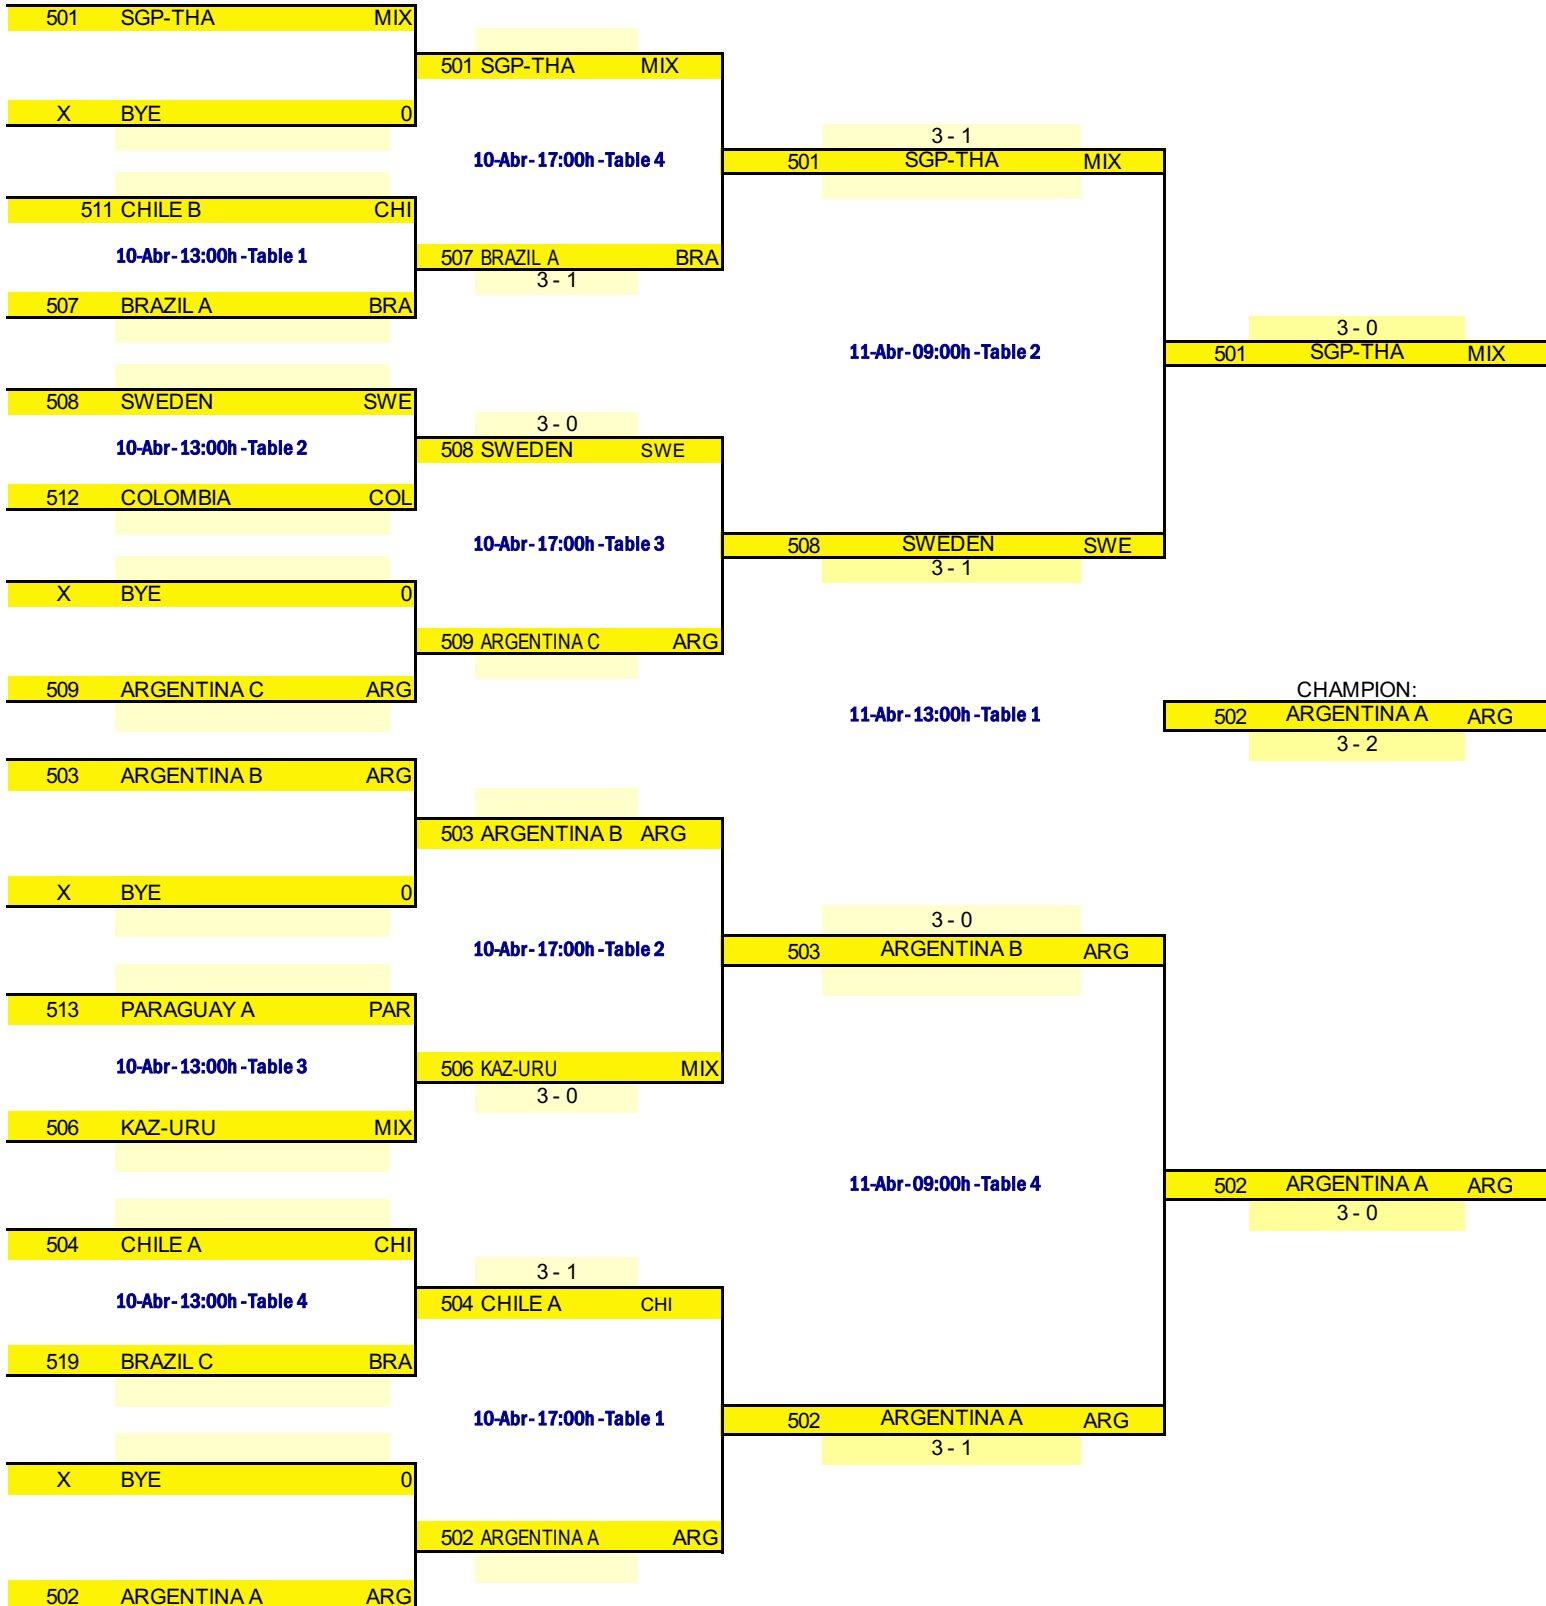 501 SGP-THA MIX
501 SGP-THA MIX
X BYE 0
10-Abr-17:00h-Table 4
3 - 1
501 SGP-THA MIX
511 CHILE B CHI
10-Abr-13:00h-Table 1
507 BRAZIL A BRA
3 - 1
507 BRAZIL A BRA
11-Abr-09:00h-Table 2
3 - 0
501 SGP-THA MIX
508 SWEDEN SWE
10-Abr-13:00h-Table 2
3 - 0
508 SWEDEN SWE
512 COLOMBIA COL
10-Abr-17:00h-Table 3
508 SWEDEN SWE
3 - 1
X BYE 0
509 ARGENTINA C ARG
509 ARGENTINA C ARG
11-Abr-13:00h-Table 1
CHAMPION:
502 ARGENTINA A ARG
3 - 2
503 ARGENTINA B ARG
503 ARGENTINA B ARG
X BYE 0
10-Abr-17:00h-Table 2
3 - 0
503 ARGENTINA B ARG
513 PARAGUAY A PAR
10-Abr-13:00h-Table 3
506 KAZ-URU MIX
3 - 0
506 KAZ-URU MIX
11-Abr-09:00h-Table 4
502 ARGENTINA A ARG
3 - 0
504 CHILE A CHI
10-Abr-13:00h-Table 4
3 - 1
504 CHILE A CHI
519 BRAZIL C BRA
10-Abr-17:00h-Table 1
502 ARGENTINA A ARG
3 - 1
X BYE 0
502 ARGENTINA A ARG
502 ARGENTINA A ARG